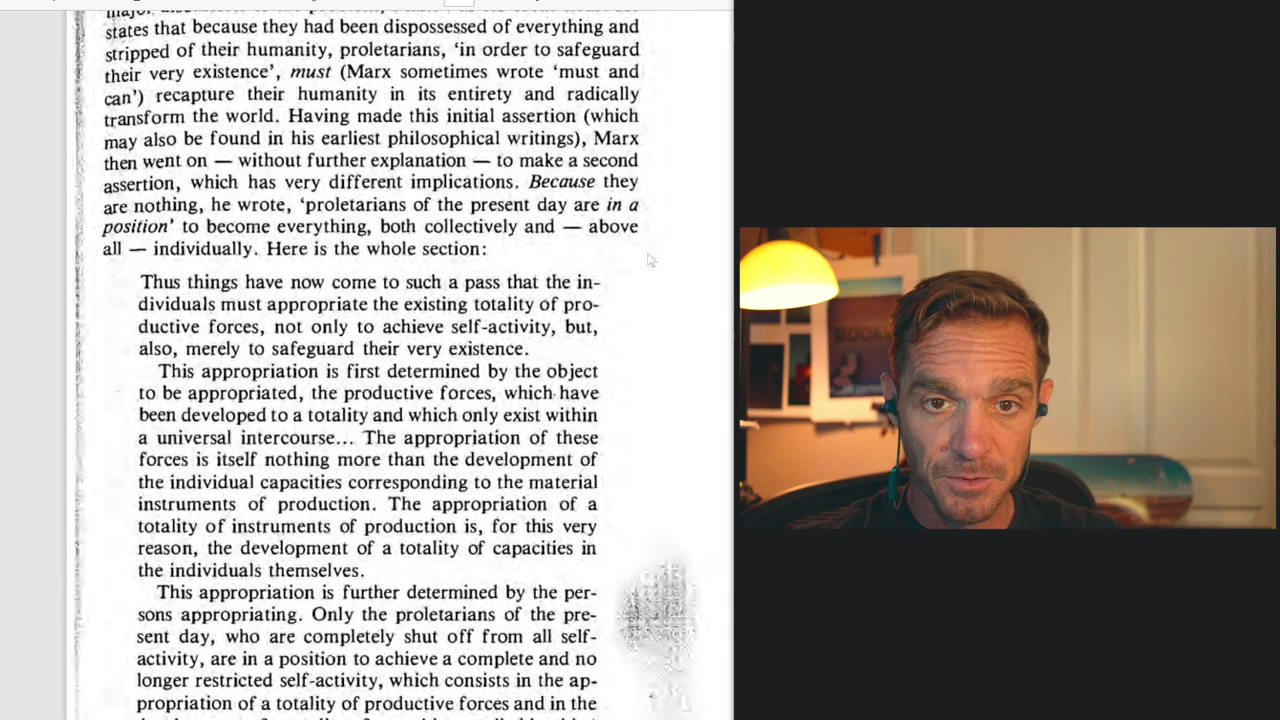 states that because they had been dispossessed of everything and
stripped of their humanity, proletarians, ‘in order to safeguard
their very existence’, must (Marx sometimes wrote ‘must and
can’) recapture their humanity in its entirety and radically
transform the world. Having made this initial assertion (which
may also be found in his earliest philosophical writings), Marx
then went on — without further explanation — to make a second
assertion, which has very different implications. Because they
are nothing, he wrote, ‘proletarians of the present day are in a
position’ to become everything, both collectively and — above
all — individually. Here is the whole section:
Thus things have now come to such a pass that the in-
dividuals must appropriate the existing totality of pro-
ductive forces, not only to achieve self-activity, but,
also, merely to safeguard their very existence.
This appropriation is first determined by the object
to be appropriated, the productive forces, which have
been developed to a totality and which only exist within
a universal intercourse... The appropriation of these
forces is itself nothing more than the development of
the individual capacities corresponding to the material
instruments of production. The appropriation of a
totality of instruments of production is, for this very
reason, the development of a totality of capacities in
the individuals themselves.
This appropriation is further determined by the per-
sons appropriating. Only the proletarians of the pre-
sent day, who are completely shut off from all self-
activity, are in a position to achieve a complete and no
longer restricted self-activity, which consists in the ap-
propriation of a totality of productive forces and in the